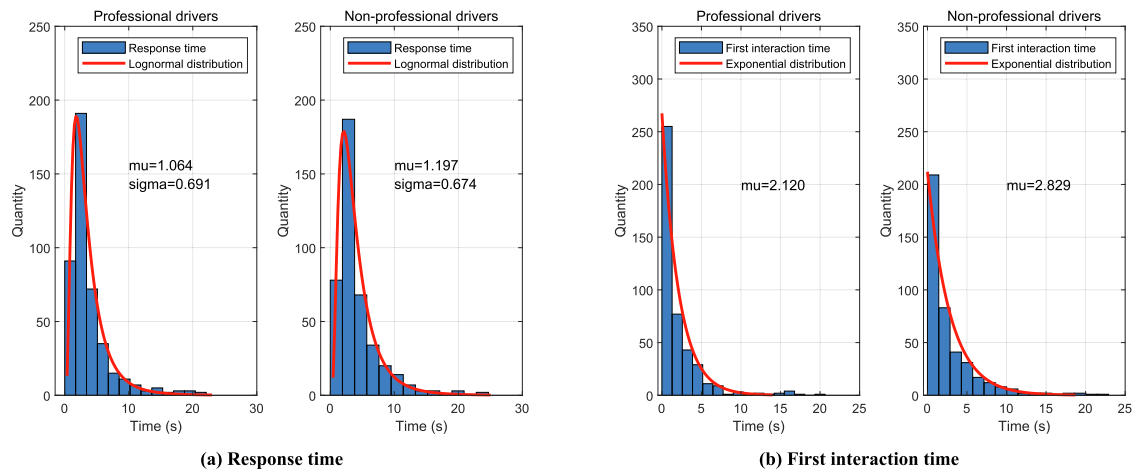 Professional drivers
250
200
150
100
50
0
Quantity
0
10
20
30
Time (s)
Response time
Lognormal distribution
mu=1.064
sigma=0.691
Non-professional drivers
250
200
150
100
50
0
Quantity
0
10
20
30
Time (s)
Response time
Lognormal distribution
mu=1.197
sigma=0.674
(a) Response time
Professional drivers
350
300
250
200
150
100
50
0
Quantity
0
5
10
15
20
25
Time (s)
First interaction time
Exponential distribution
mu=2.120
Non-professional drivers
350
300
250
200
150
100
50
0
Quantity
0
5
10
15
20
25
Time (s)
First interaction time
Exponential distribution
mu=2.829
(b) First interaction time